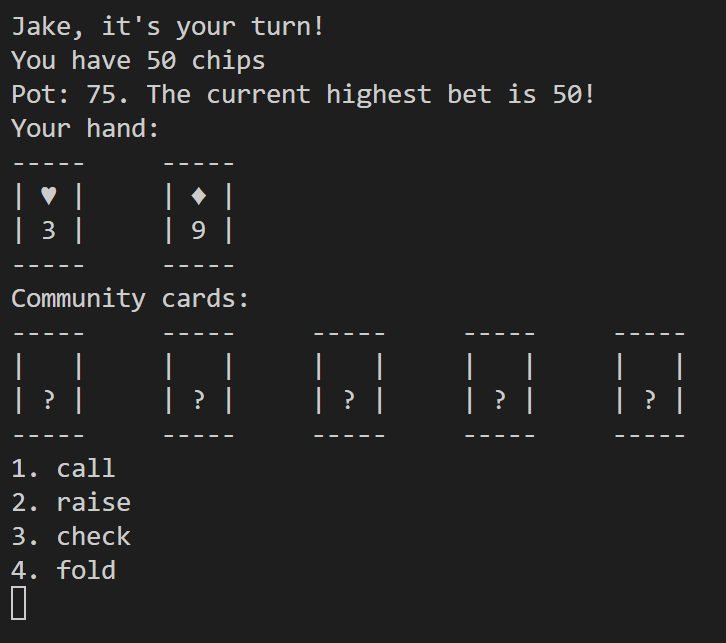 Jake, it's your turn!
You have 50 chips
Pot: 75. The current highest bet is 50!
Your hand:
-----     -----
| ♥ |     | ♦ |
| 3 |     | 9 |
-----     -----
Community cards:
-----     -----     -----     -----     -----
|   |     |   |     |   |     |   |     |   |
| ? |     | ? |     | ? |     | ? |     | ? |
-----     -----     -----     -----     -----
1. call
2. raise
3. check
4. fold